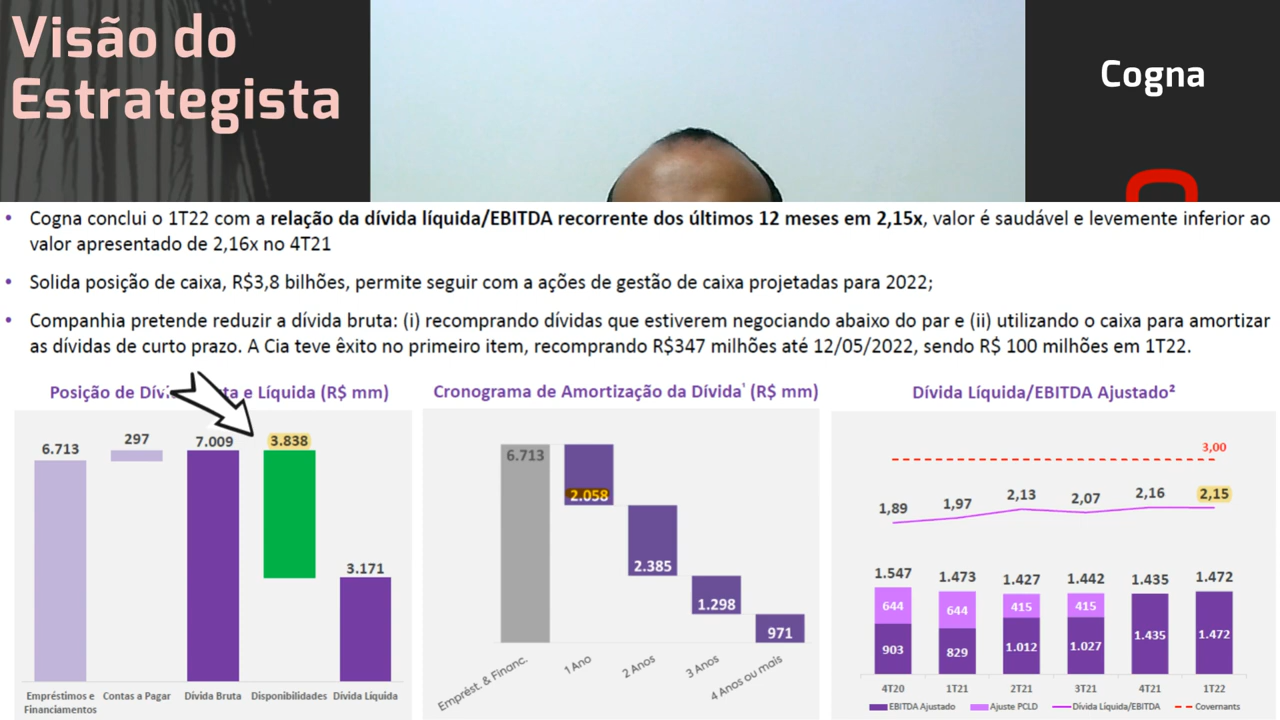 Visão do
Estrategista
Cogna
• Cogna conclui o 1T22 com a relação da dívida líquida/EBITDA recorrente dos últimos 12 meses em 2,15x, valor é saudável e levemente inferior ao
valor apresentado de 2,16x no 4T21
• Solida posição de caixa, R$3,8 bilhões, permite seguir com a ações de gestão de caixa projetadas para 2022;
• Companhia pretende reduzir a dívida bruta: (i) recomprando dívidas que estiverem negociando abaixo do par e (ii) utilizando o caixa para amortizar
as dívidas de curto prazo. A Cia teve êxito no primeiro item, recomprando R$347 milhões até 12/05/2022, sendo R$ 100 milhões em 1T22.
Posição de e Líquida (R$ mm)
6.713
297
7.009
3.838
3.171
Empréstimos e
Financiamentos
Contas a Pagar
Dívida Bruta
Disponibilidades
Dívida Líquida
Cronograma de Amortização da Dívida¹ (R$ mm)
6.713
2.058
2.385
1.298
971
Emprést. & Financ.
1 Ano
2 Anos
3 Anos
4 Anos ou mais
Dívida Líquida/EBITDA Ajustado²
3,00
1,89 1,97 2,13 2,07 2,16 2,15
1.547 1.473 1.427 1.442 1.435 1.472
644 644 415 415
903 829 1.012 1.027 1.435 1.472
4T20 1T21 2T21 3T21 4T21 1T22
EBITDA Ajustado Ajuste PCLD Dívida Líquida/EBITDA Covernants